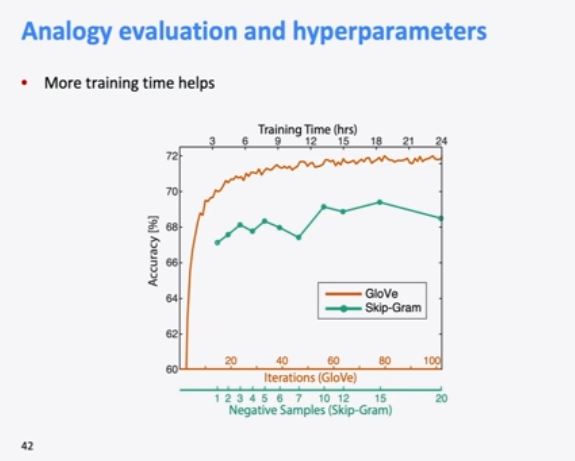 Analogy evaluation and hyperparameters
• More training time helps
Training Time (hrs)
3 6 9 12 15 18 21 24
72
70
68
66
64
62
60
Accuracy [%]
GloVe
Skip-Gram
20 40 60 80 100
Iterations (GloVe)
1 2 3 4 5 6 7 10 12 15 20
Negative Samples (Skip-Gram)
42